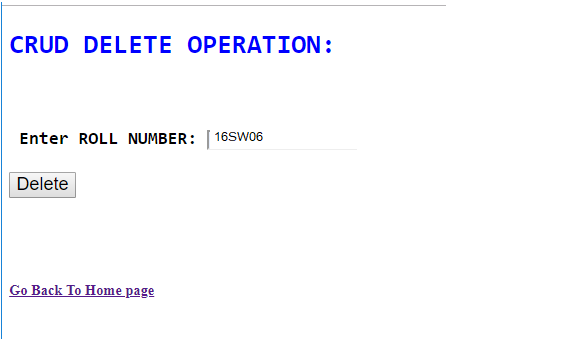 CRUD DELETE OPERATION:
Enter ROLL NUMBER: 16SW06
Delete
Go Back To Home page